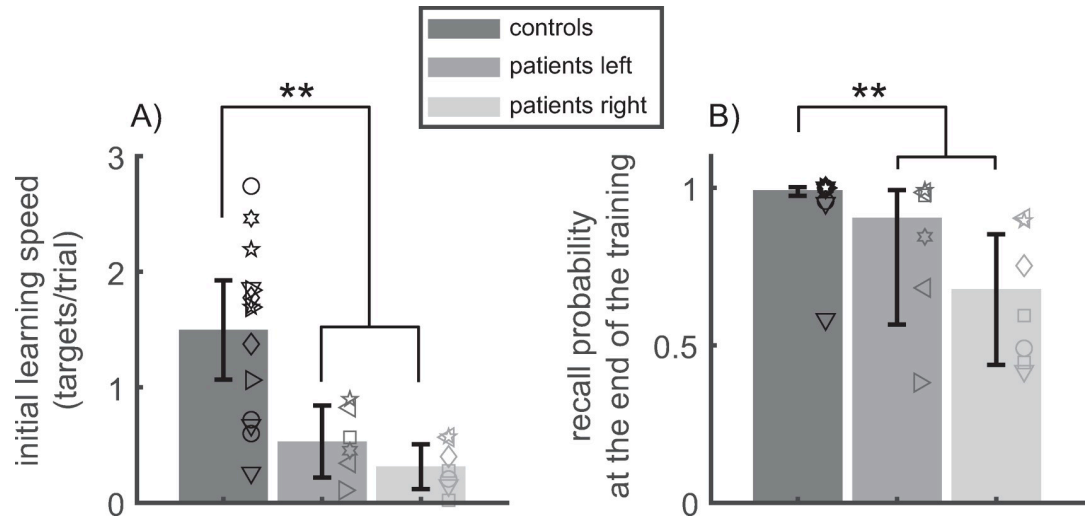 controls
patients left
patients right
A)
**
initial learning speed
(targets/trial)
3
2
1
0
B)
**
recall probability
at the end of the training
1
0.5
0